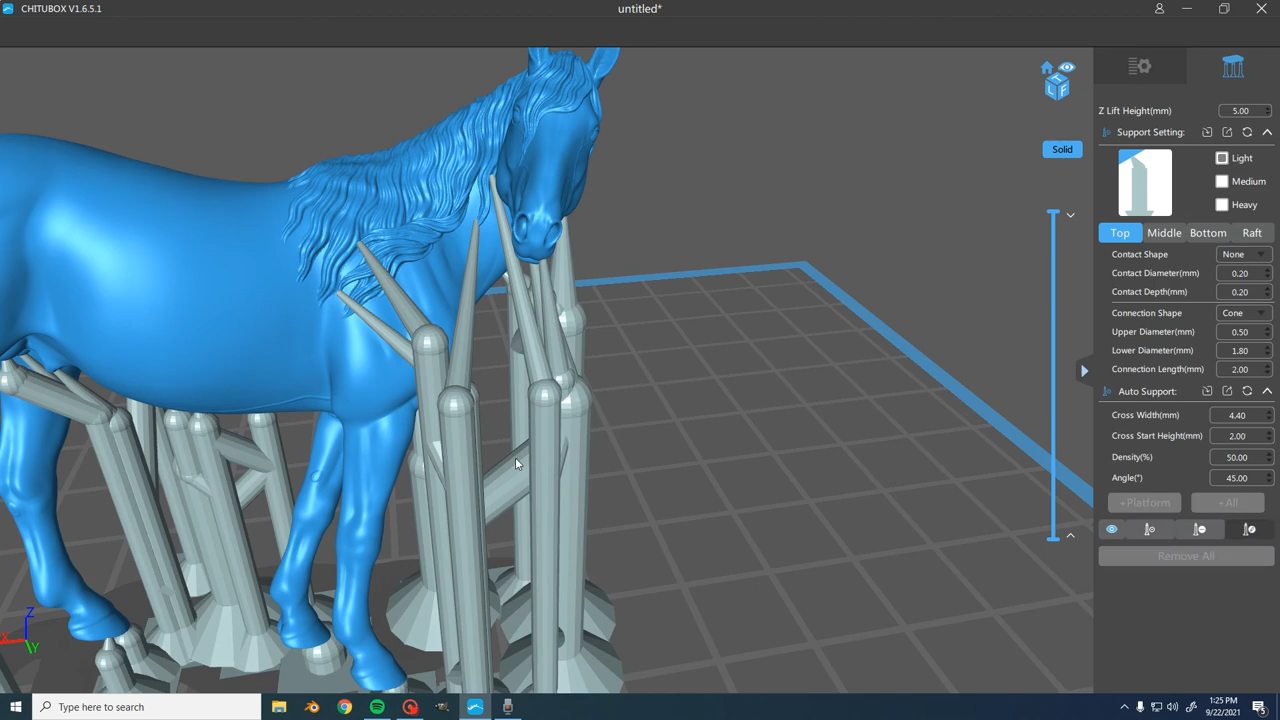 CHITUBOX V1.6.5.1
untitled*
Z Lift Height(mm) 5.00
Support Setting:
Light
Medium
Heavy
Top Middle Bottom Raft
Contact Shape None
Contact Diameter(mm) 0.20
Contact Depth(mm) 0.20
Connection Shape Cone
Upper Diameter(mm) 0.50
Lower Diameter(mm) 1.80
Connection Length(mm) 2.00
Auto Support:
Cross Width(mm) 4.40
Cross Start Height(mm) 2.00
Density(%) 50.00
Angle(°) 45.00
+Platform +All
Remove All
Solid
T
L F
Z
X Y
Type here to search
1:25 PM
9/22/2021
5